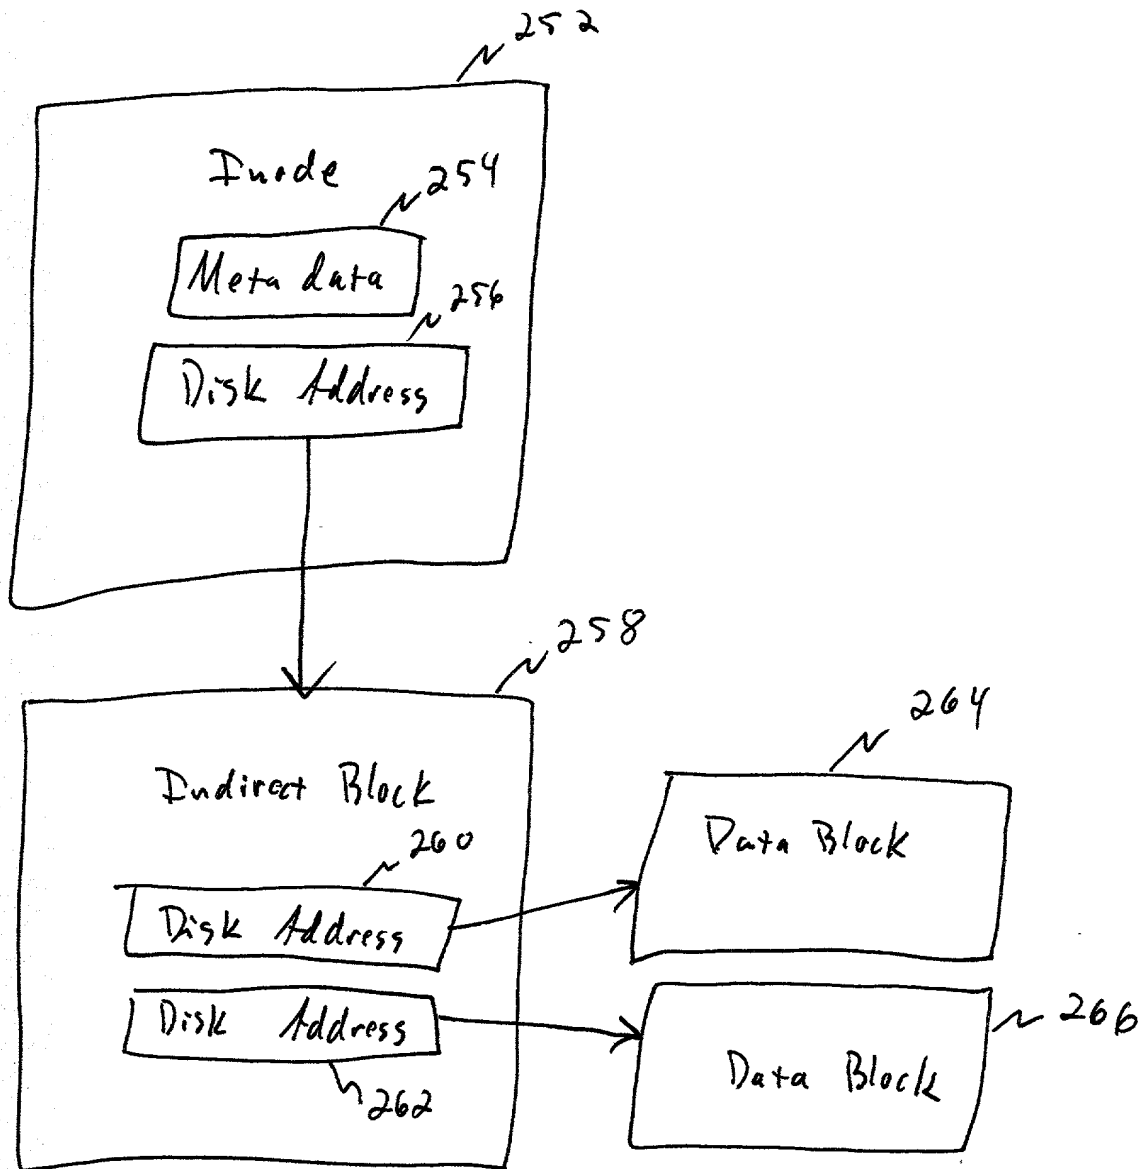 252
Inode
254
Meta data
256
Disk Address
258
Indirect Block
260
Disk Address
Disk Address
262
264
Data Block
266
Data Block